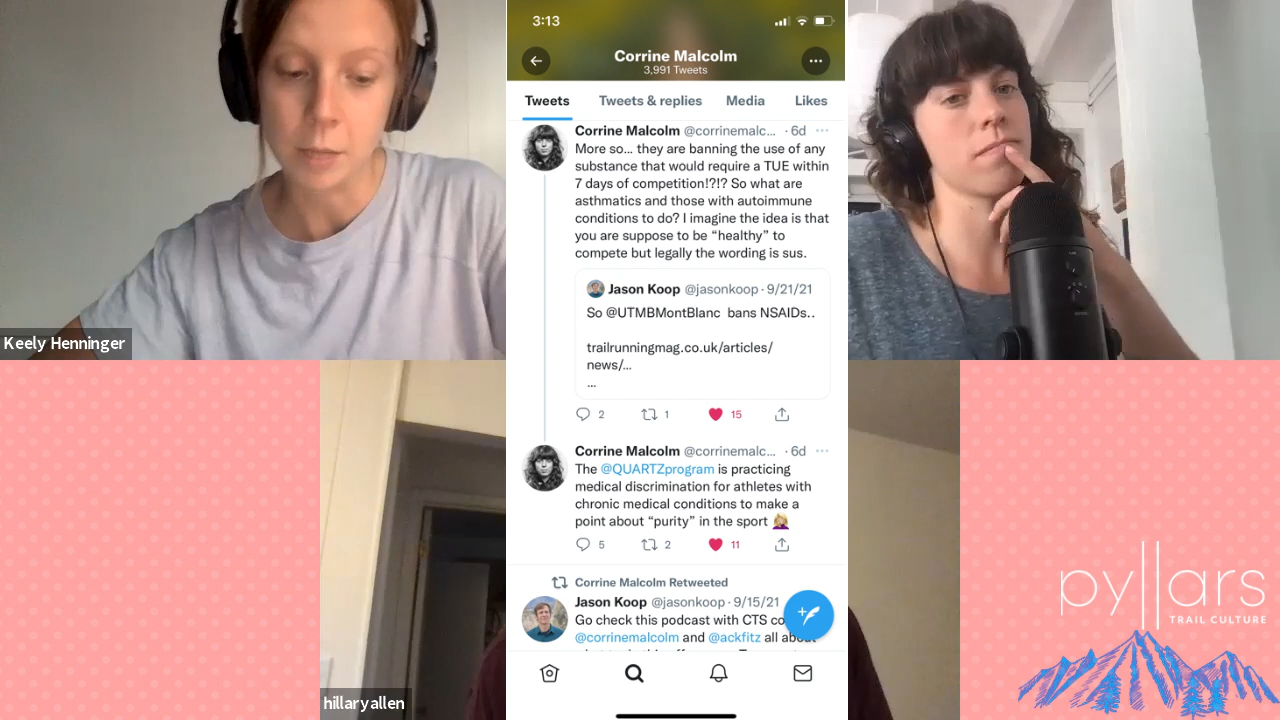 3:13
Corrine Malcolm
3,991 Tweets
Tweets
Tweets & replies
Media
Likes
Corrine Malcolm @corrinemalc... · 6d
More so... they are banning the use of any
substance that would require a TUE within
7 days of competition!?!? So what are
asthmatics and those with autoimmune
conditions to do? I imagine the idea is that
you are suppose to be “healthy” to
compete but legally the wording is sus.
Jason Koop @jasonkoop · 9/21/21
So @UTMBMontBlanc bans NSAIDs..
trailrunningmag.co.uk/articles/
news/...
...
2
1
15
Corrine Malcolm @corrinemalc... · 6d
The @QUARTZprogram is practicing
medical discrimination for athletes with
chronic medical conditions to make a
point about “purity” in the sport 🤦🏼‍♀️
5
2
11
Corrine Malcolm Retweeted
Jason Koop @jasonkoop · 9/15/21
Go check this podcast with CTS co
@corrinemalcolm and @ackfitz all about
Keely Henninger
hillaryallen
pyllars
TRAIL CULTURE